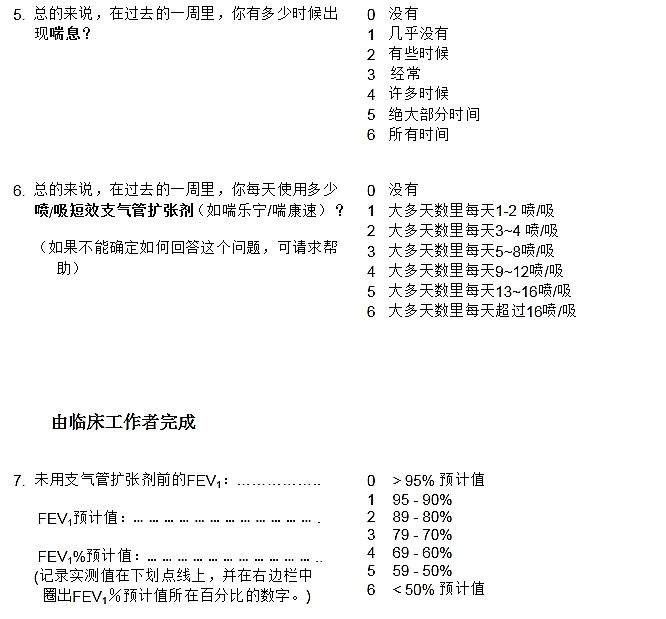 5. 总的来说，在过去的一周里，你有多少时候出
现喘息？
0 没有
1 几乎没有
2 有些时候
3 经常
4 许多时候
5 绝大部分时间
6 所有时间
6. 总的来说，在过去的一周里，你每天使用多少
喷/吸短效支气管扩张剂（如喘乐宁/喘康速）？
（如果不能确定如何回答这个问题，可请求帮
助）
0 没有
1 大多天数里每天1-2 喷/吸
2 大多天数里每天3~4 喷/吸
3 大多天数里每天5~8喷/吸
4 大多天数里每天9~12喷/吸
5 大多天数里每天13~16喷/吸
6 大多天数里每天超过16喷/吸
由临床工作者完成
7. 未用支气管扩张剂前的FEV₁：……………..
FEV₁预计值：… … … … … … … … … … … … .
FEV₁%预计值：… … … … … … … … … … … ..
(记录实测值在下划点线上，并在右边栏中
圈出FEV₁％预计值所在百分比的数字。)
0 > 95% 预计值
1 95 - 90%
2 89 - 80%
3 79 - 70%
4 69 - 60%
5 59 - 50%
6 < 50% 预计值